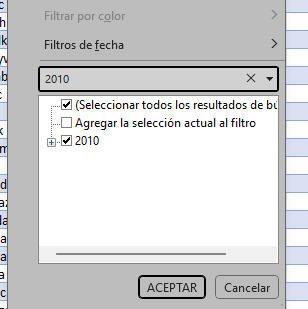 Filtrar por color
Filtros de fecha
2010
(Seleccionar todos los resultados de bú
Agregar la selección actual al filtro
2010
ACEPTAR
Cancelar